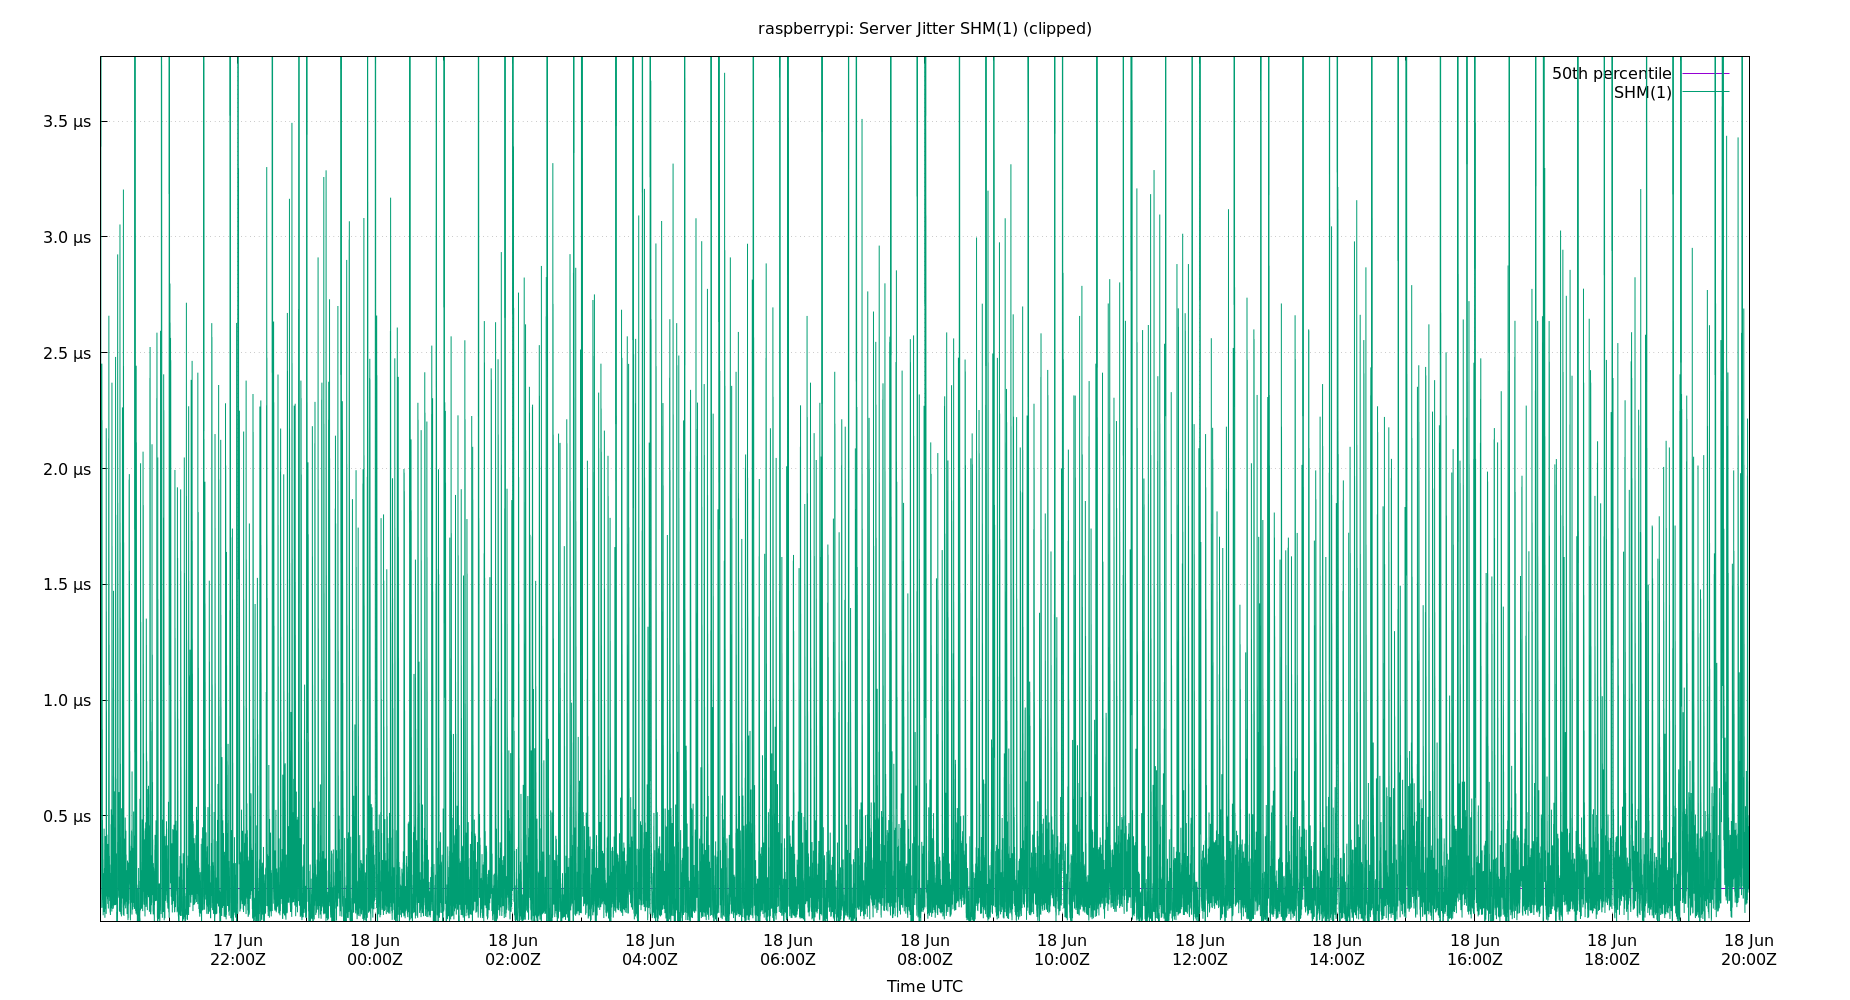 raspberrypi: Server Jitter SHM(1) (clipped)
50th percentile
SHM(1)
3.5 µs
3.0 µs
2.5 µs
2.0 µs
1.5 µs
1.0 µs
0.5 µs
17 Jun 18 Jun 18 Jun 18 Jun 18 Jun 18 Jun 18 Jun 18 Jun 18 Jun 18 Jun 18 Jun 18 Jun
22:00Z 00:00Z 02:00Z 04:00Z 06:00Z 08:00Z 10:00Z 12:00Z 14:00Z 16:00Z 18:00Z 20:00Z
Time UTC